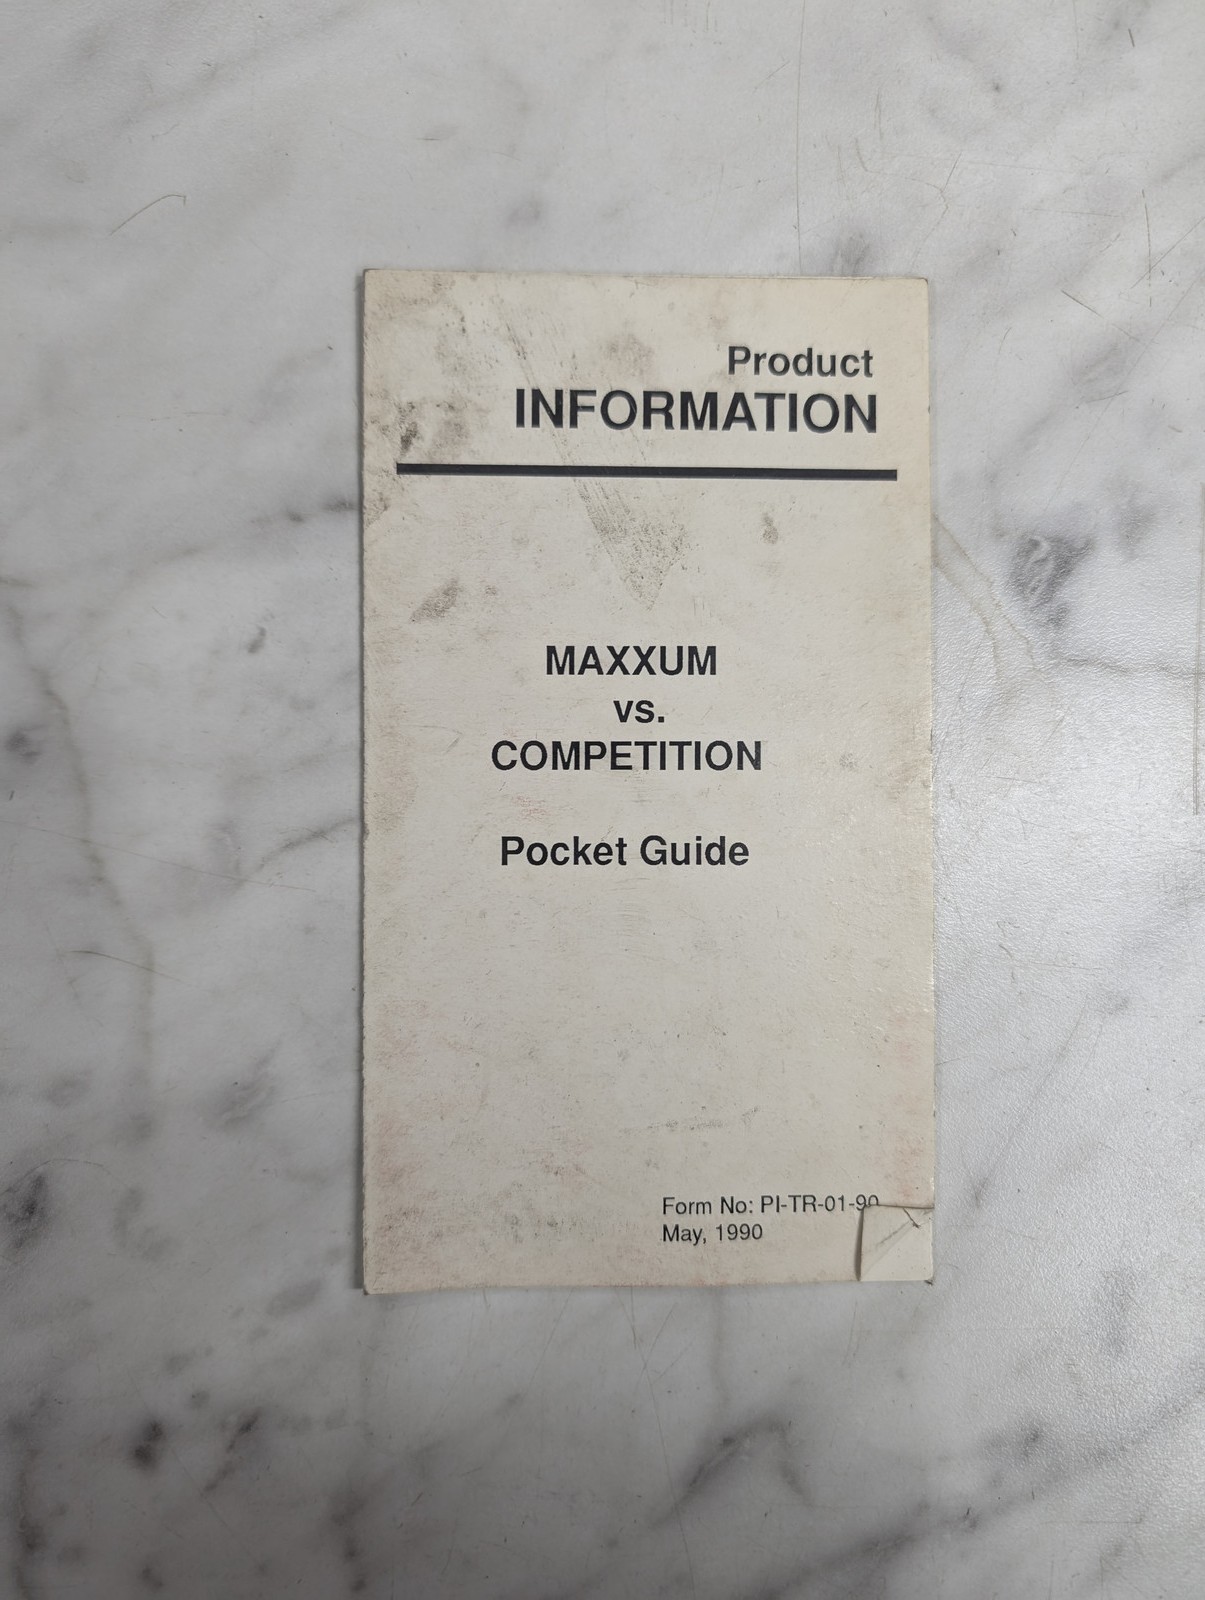 Product
INFORMATION
MAXXUM
vs.
COMPETITION
Pocket Guide
Form No: PI-TR-01-90
May, 1990